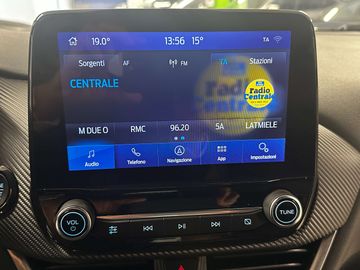 19.0° 13:56 15° TA
Sorgenti AF FM TA Stazioni
CENTRALE
Radio
Centrale
M DUE O RMC 96.20 5A LATMIELE
Audio Telefono Navigazione App Impostazioni
VOL TUNE